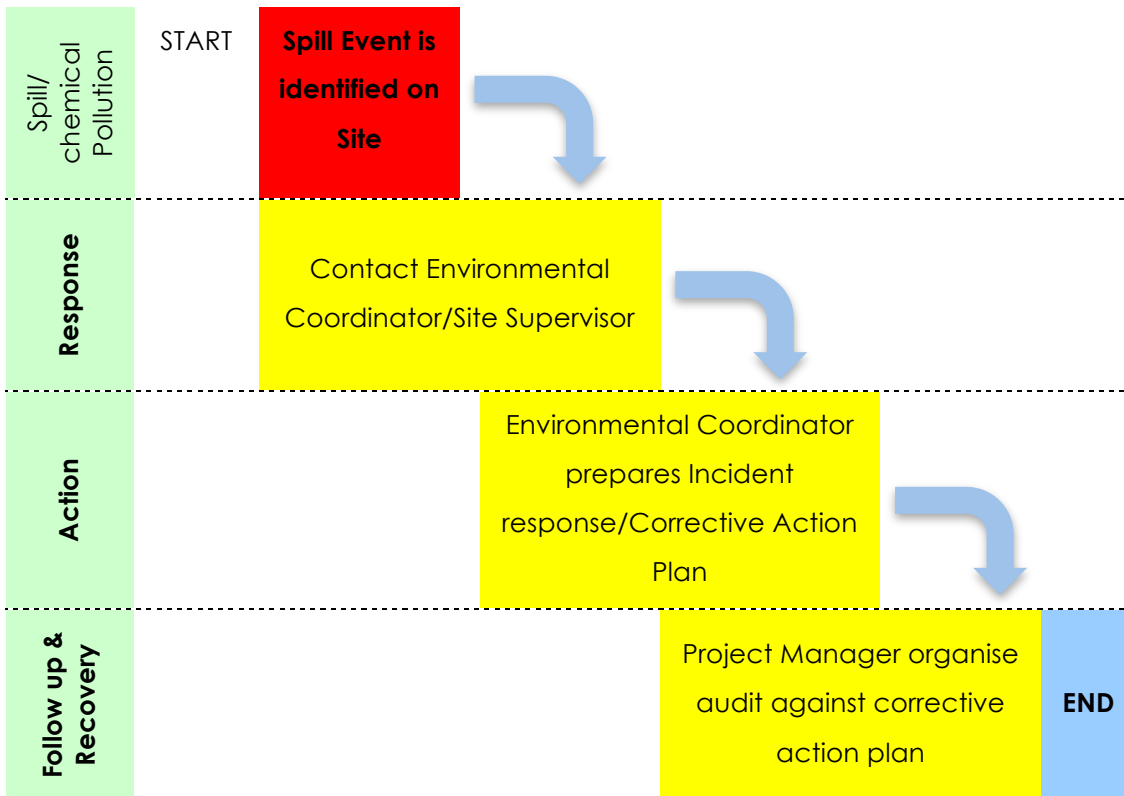 Spill/
chemical
Pollution
START
Spill Event is
identified on
Site
Response
Contact Environmental
Coordinator/Site Supervisor
Action
Environmental Coordinator
prepares Incident
response/Corrective Action
Plan
Follow up &
Recovery
Project Manager organise
audit against corrective
action plan
END